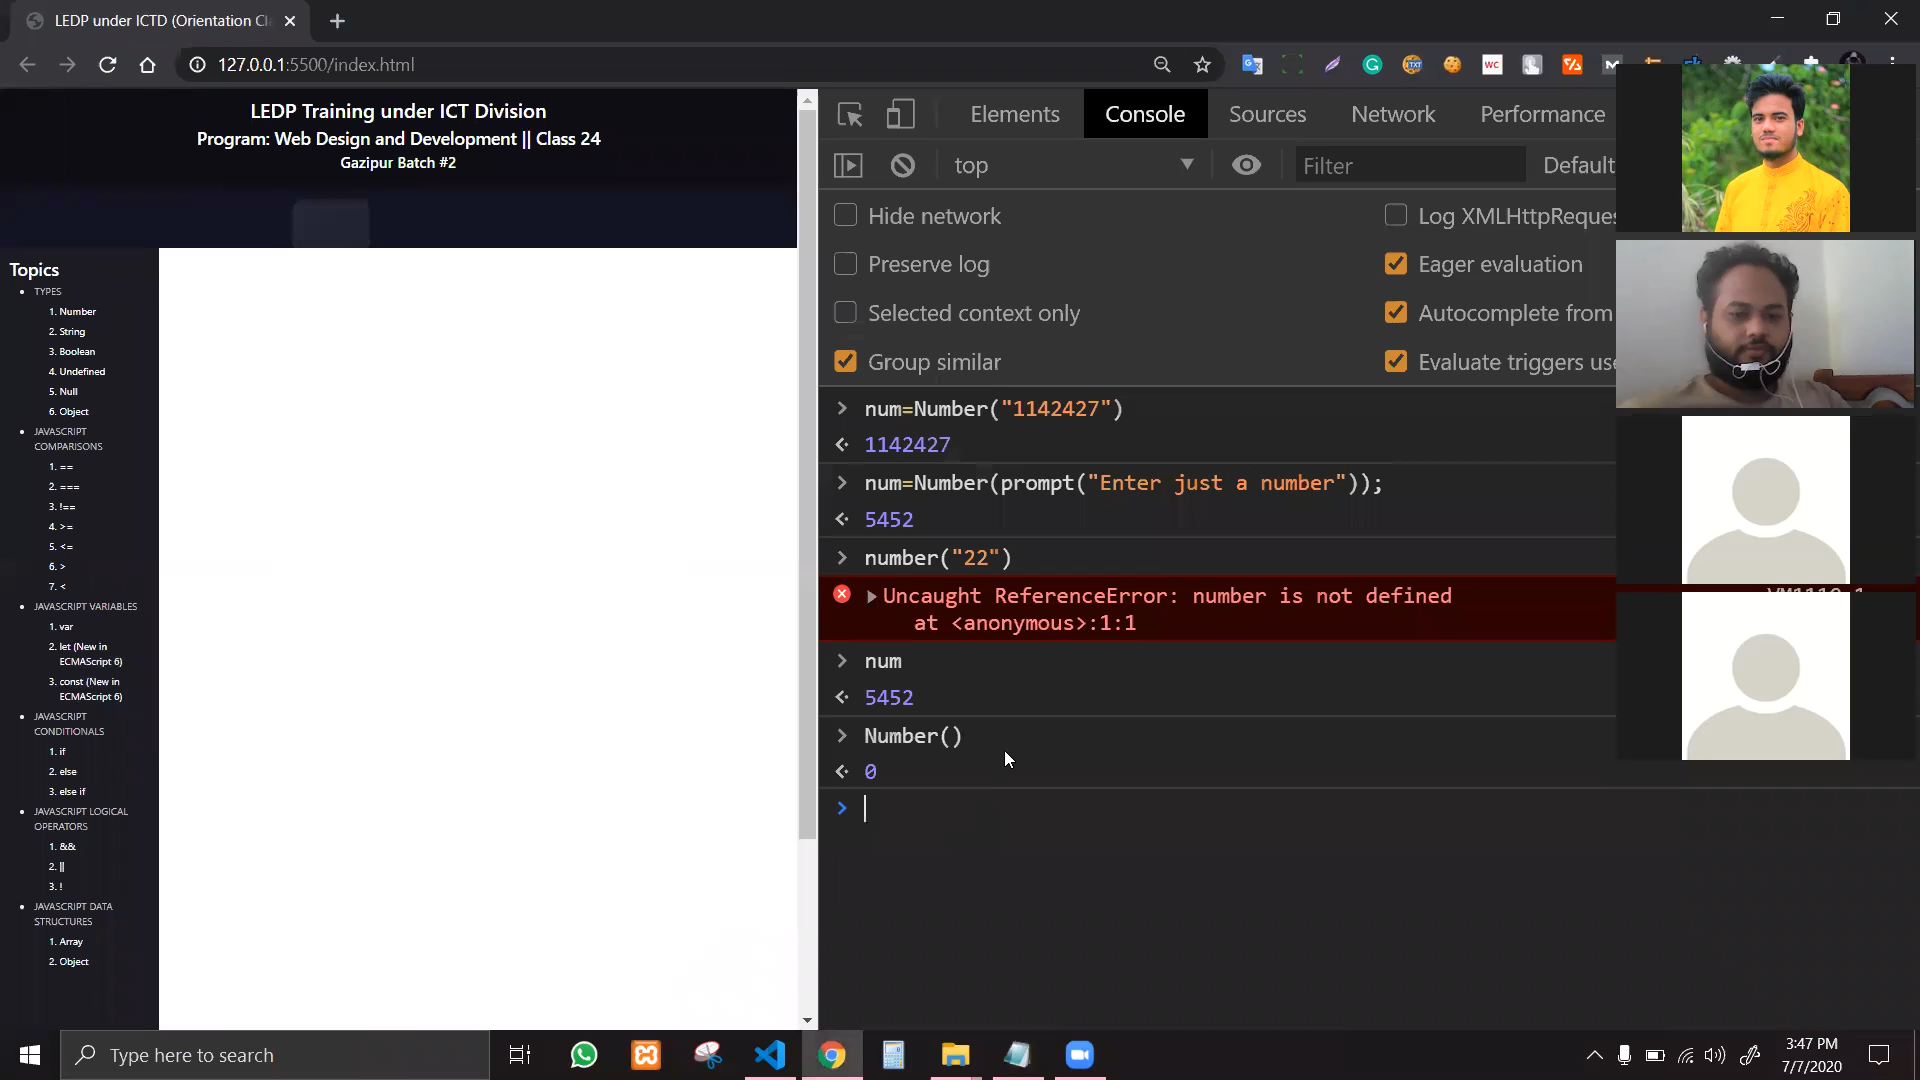 LEDP under ICTD (Orientation Cl
127.0.0.1:5500/index.html
TXT
WC
LEDP Training under ICT Division
Program: Web Design and Development || Class 24
Gazipur Batch #2
Topics
TYPES
1. Number
2. String
3. Boolean
4. Undefined
5. Null
6. Object
JAVASCRIPT
COMPARISONS
1. ==
2. ===
3. !==
4. >=
5. <=
6. >
7. <
JAVASCRIPT VARIABLES
1. var
2. let (New in
ECMAScript 6)
3. const (New in
ECMAScript 6)
JAVASCRIPT
CONDITIONALS
1. if
2. else
3. else if
JAVASCRIPT LOGICAL
OPERATORS
1. &&
2. ||
3. !
JAVASCRIPT DATA
STRUCTURES
1. Array
2. Object
Elements Console Sources Network Performance
top Filter Default
Hide network Log XMLHttpReques
Preserve log Eager evaluation
Selected context only Autocomplete from
Group similar Evaluate triggers use
> num=Number("1142427")
1142427
> num=Number(prompt("Enter just a number"));
5452
> number("22")
Uncaught ReferenceError: number is not defined
at <anonymous>:1:1
> num
5452
> Number()
0
>
Type here to search
3:47 PM
7/7/2020